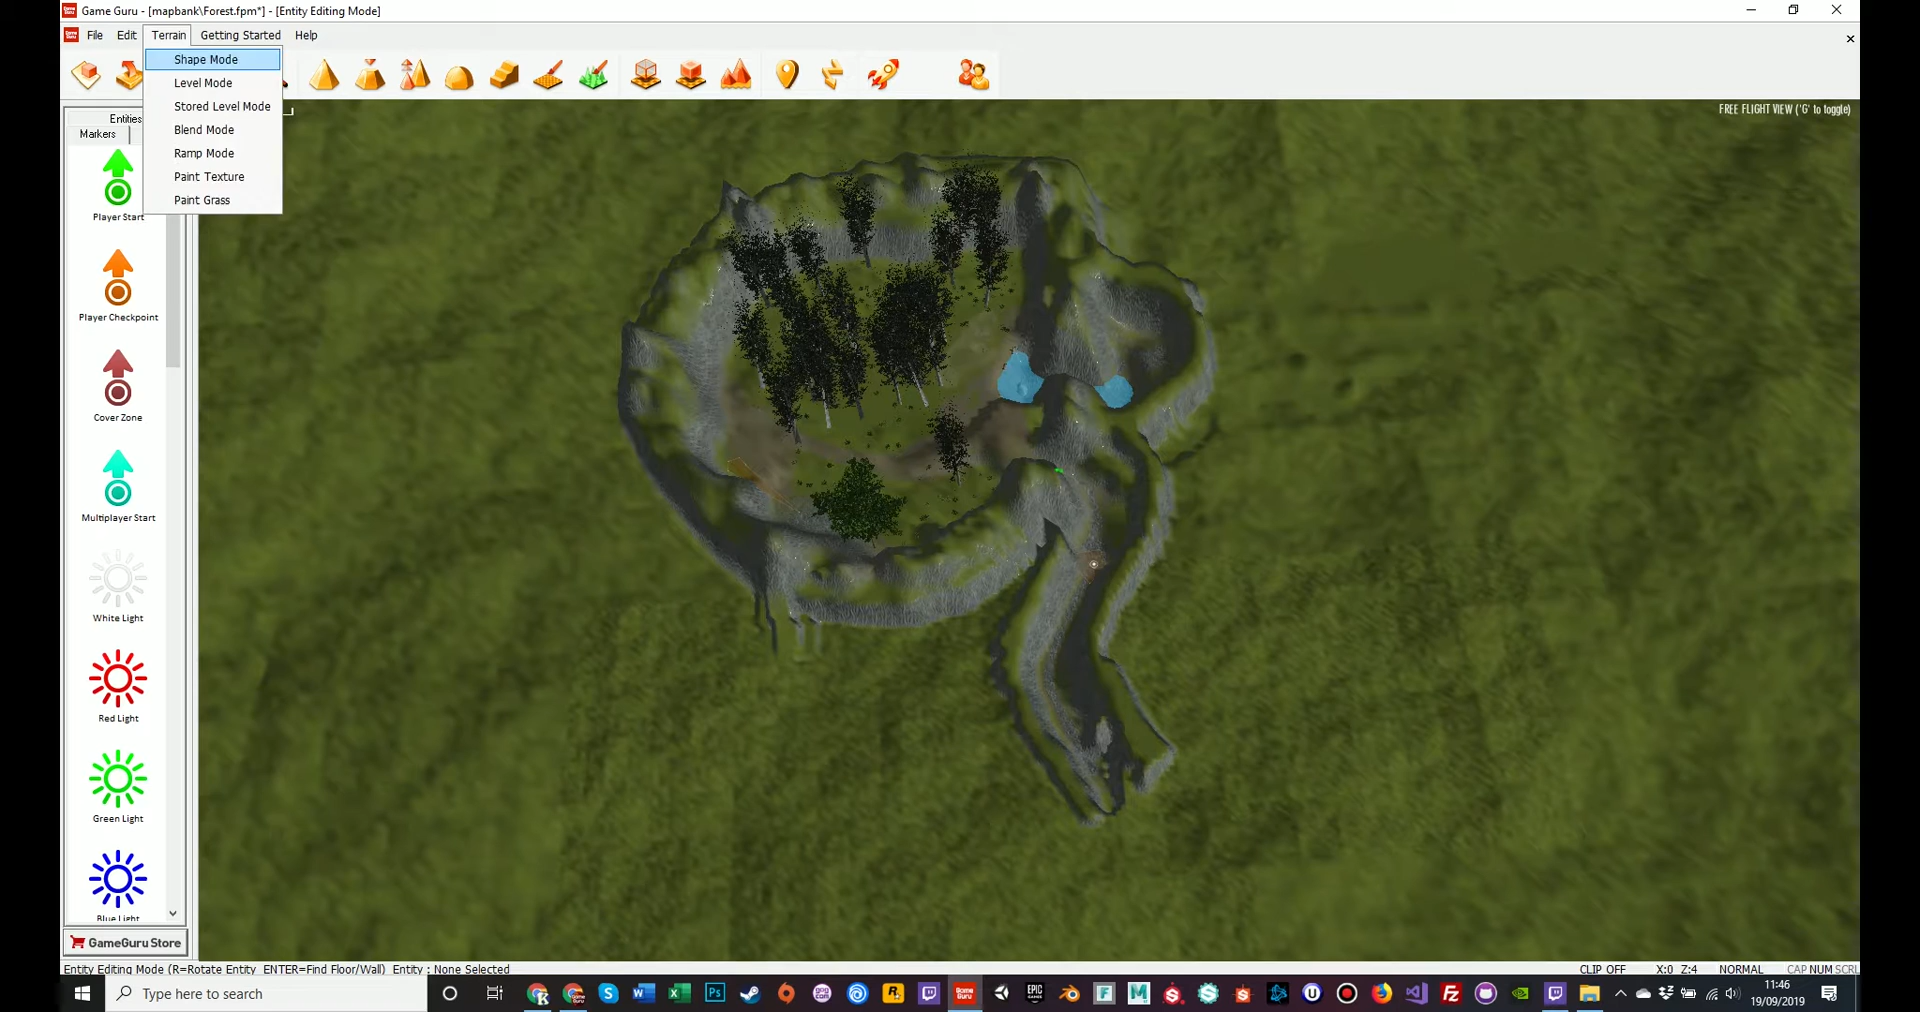 Game Guru - [mapbank\Forest.fpm*] - [Entity Editing Mode]
File Edit Terrain Getting Started Help
Shape Mode
Level Mode
Stored Level Mode
Blend Mode
Ramp Mode
Paint Texture
Paint Grass
FREE FLIGHT VIEW ('G' to toggle)
Entities
Markers
Player Start
Player Checkpoint
Cover Zone
Multiplayer Start
White Light
Red Light
Green Light
Blue Light
GameGuru Store
Entity Editing Mode (R=Rotate Entity ENTER=Find Floor/Wall) Entity : None Selected
CLIP OFF X:0 Z:4 NORMAL CAP NUM SCRL
Type here to search
11:46
19/09/2019